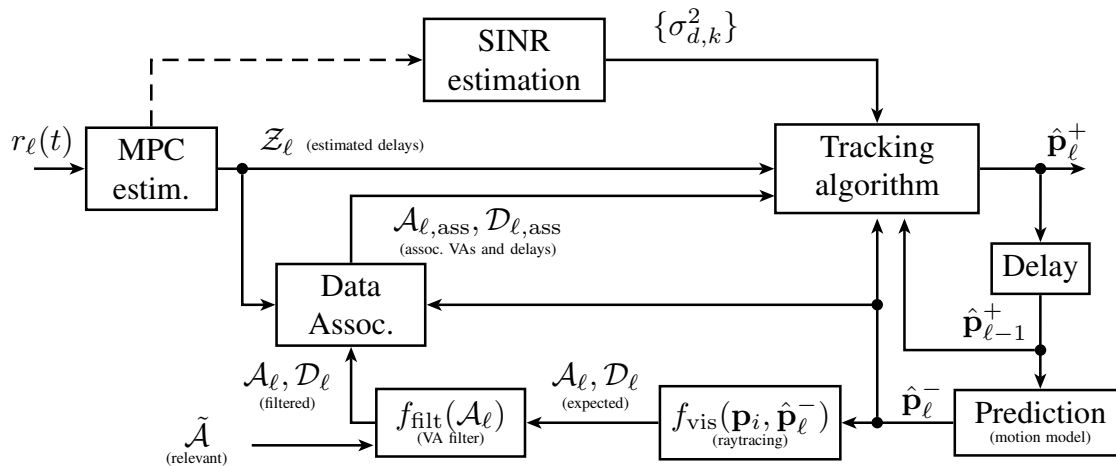 {σ²_{d,k}}
SINR
estimation
r_ℓ(t)
MPC
estim.
𝒵_ℓ (estimated delays)
Tracking
algorithm
p̂_ℓ^+
𝒜_{ℓ,ass}, 𝒟_{ℓ,ass}
(assoc. VAs and delays)
Delay
Data
Assoc.
p̂_{ℓ−1}^+
𝒜_ℓ, 𝒟_ℓ
(filtered)
f_filt(𝒜_ℓ)
(VA filter)
𝒜_ℓ, 𝒟_ℓ
(expected)
f_vis(p_i, p̂_ℓ^−)
(raytracing)
p̂_ℓ^−
Prediction
(motion model)
𝒜̃
(relevant)